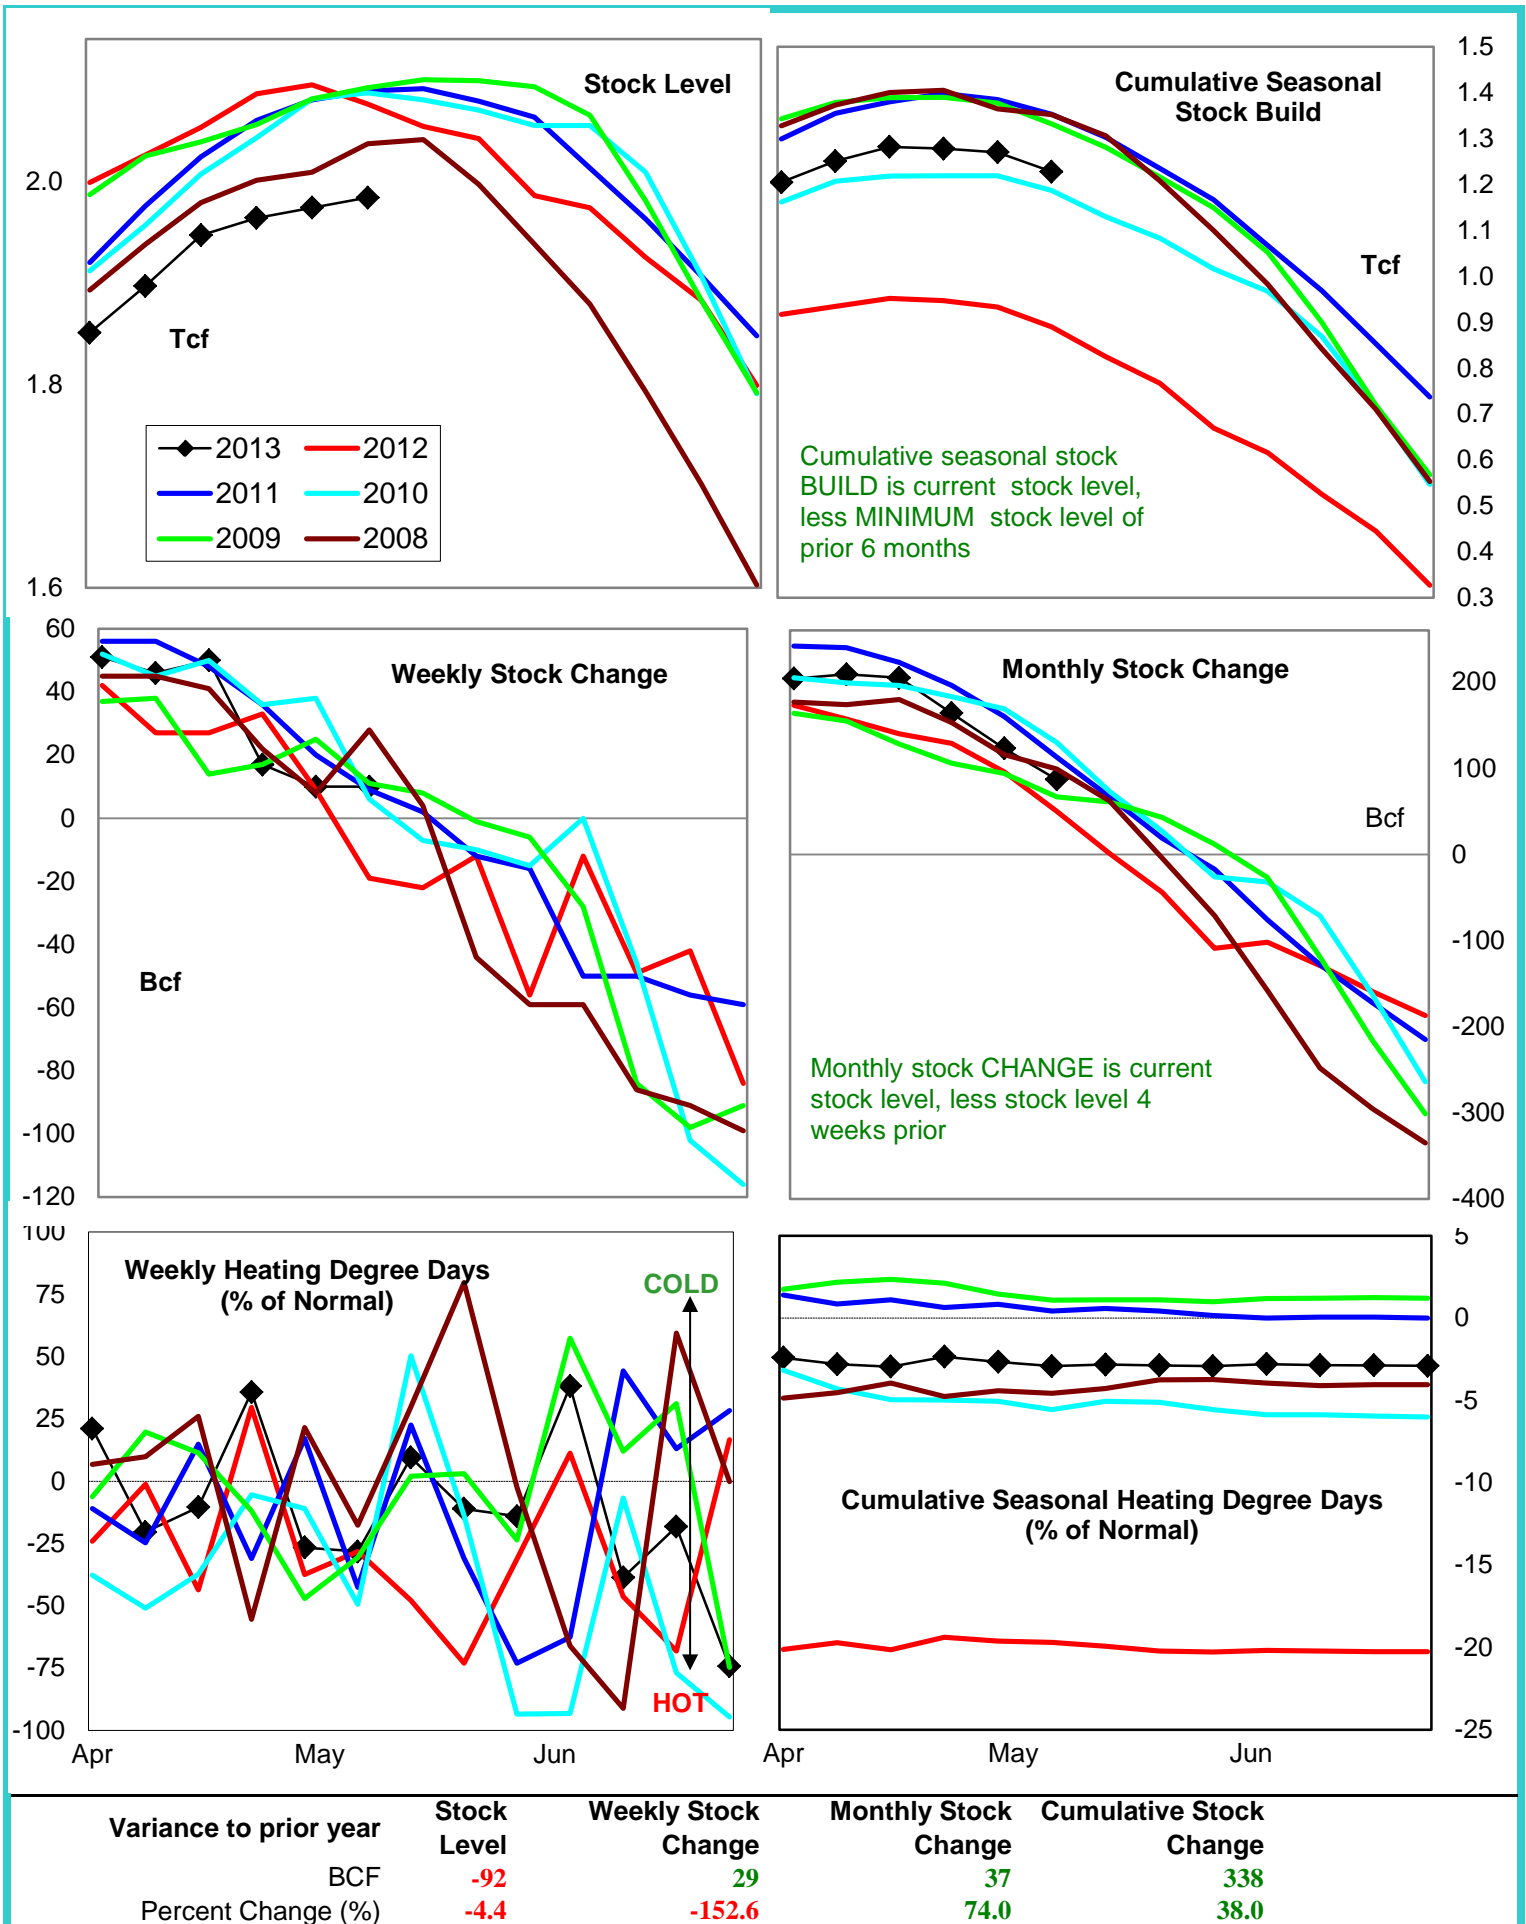 Stock Level
2.0
1.8
1.6
Tcf
2013
2012
2011
2010
2009
2008
Cumulative Seasonal
Stock Build
1.5
1.4
1.3
1.2
1.1
1.0
0.9
0.8
0.7
0.6
0.5
0.4
0.3
Tcf
Cumulative seasonal stock
BUILD is current stock level,
less MINIMUM stock level of
prior 6 months
60
40
20
0
-20
-40
-60
-80
-100
-120
Weekly Stock Change
Bcf
Monthly Stock Change
200
100
0
-100
-200
-300
-400
Bcf
Monthly stock CHANGE is current
stock level, less stock level 4
weeks prior
100
75
50
25
0
-25
-50
-75
-100
Weekly Heating Degree Days
(% of Normal)
COLD
HOT
Apr
May
Jun
5
0
-5
-10
-15
-20
-25
Cumulative Seasonal Heating Degree Days
(% of Normal)
Apr
May
Jun
Variance to prior year
Stock
Level
Weekly Stock
Change
Monthly Stock
Change
Cumulative Stock
Change
BCF -92 29 37 338
Percent Change (%) -4.4 -152.6 74.0 38.0